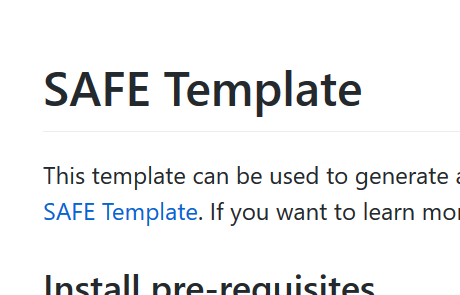 SAFE Template
This template can be used to generate
SAFE Template. If you want to learn
Install pre-requisites